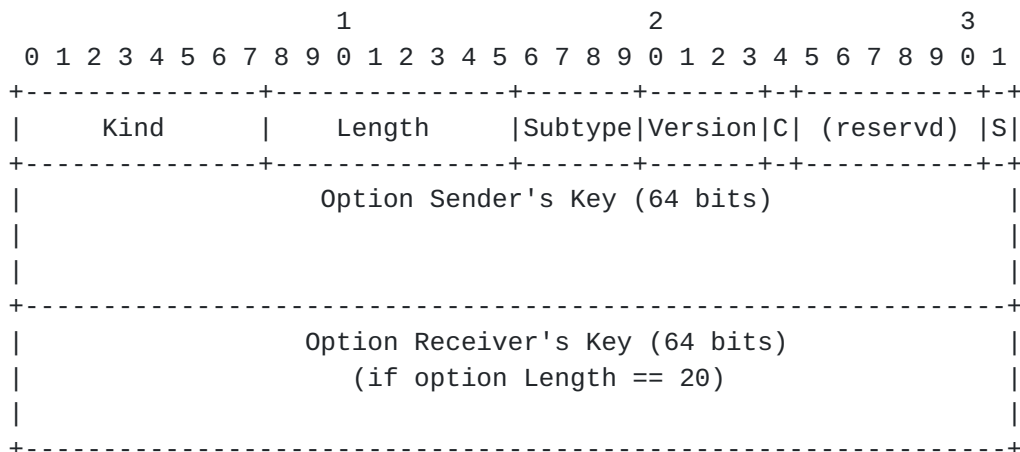 1                   2                   3
 0 1 2 3 4 5 6 7 8 9 0 1 2 3 4 5 6 7 8 9 0 1 2 3 4 5 6 7 8 9 0 1
+---------------+---------------+-------+-------+-+-----------+-+
|     Kind      |    Length     |Subtype|Version|C| (reservd) |S|
+---------------+---------------+-------+-------+-+-----------+-+
|                   Option Sender's Key (64 bits)               |
|                                                               |
|                                                               |
+---------------------------------------------------------------+
|                  Option Receiver's Key (64 bits)              |
|                     (if option Length == 20)                  |
|                                                               |
+---------------------------------------------------------------+